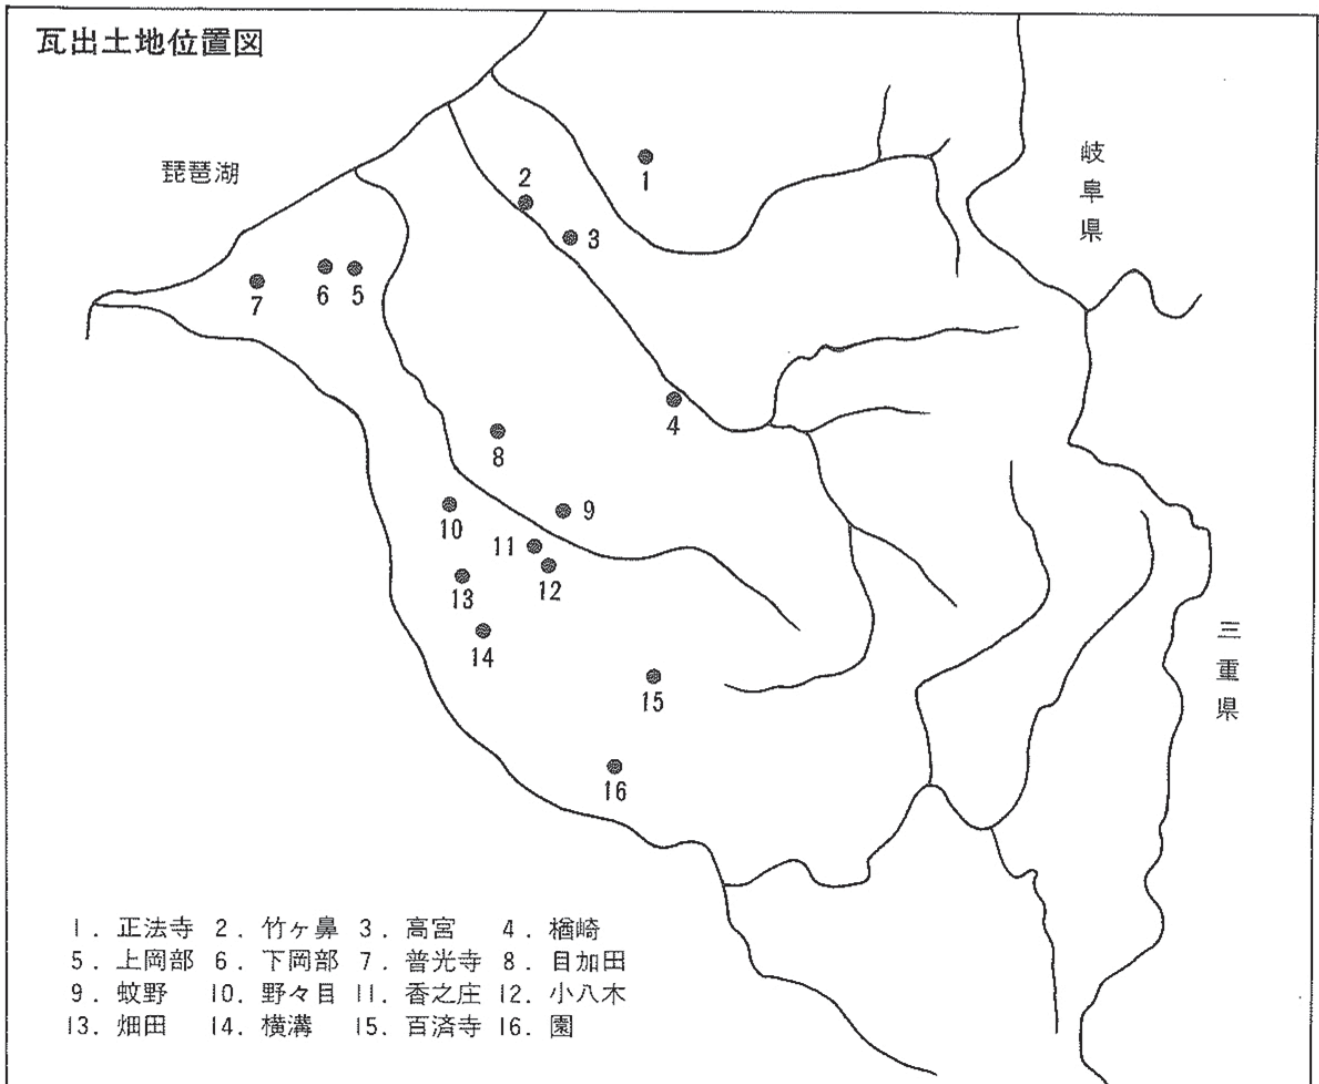 瓦出土地位置図
琵琶湖
岐阜県
三重県
1
2
3
4
5
6
7
8
9
10
11
12
13
14
15
16
1. 正法寺 2. 竹ヶ鼻 3. 高宮 4. 楢崎
5. 上岡部 6. 下岡部 7. 普光寺 8. 目加田
9. 蚊野 10. 野々目 11. 香之庄 12. 小八木
13. 畑田 14. 横溝 15. 百済寺 16. 園